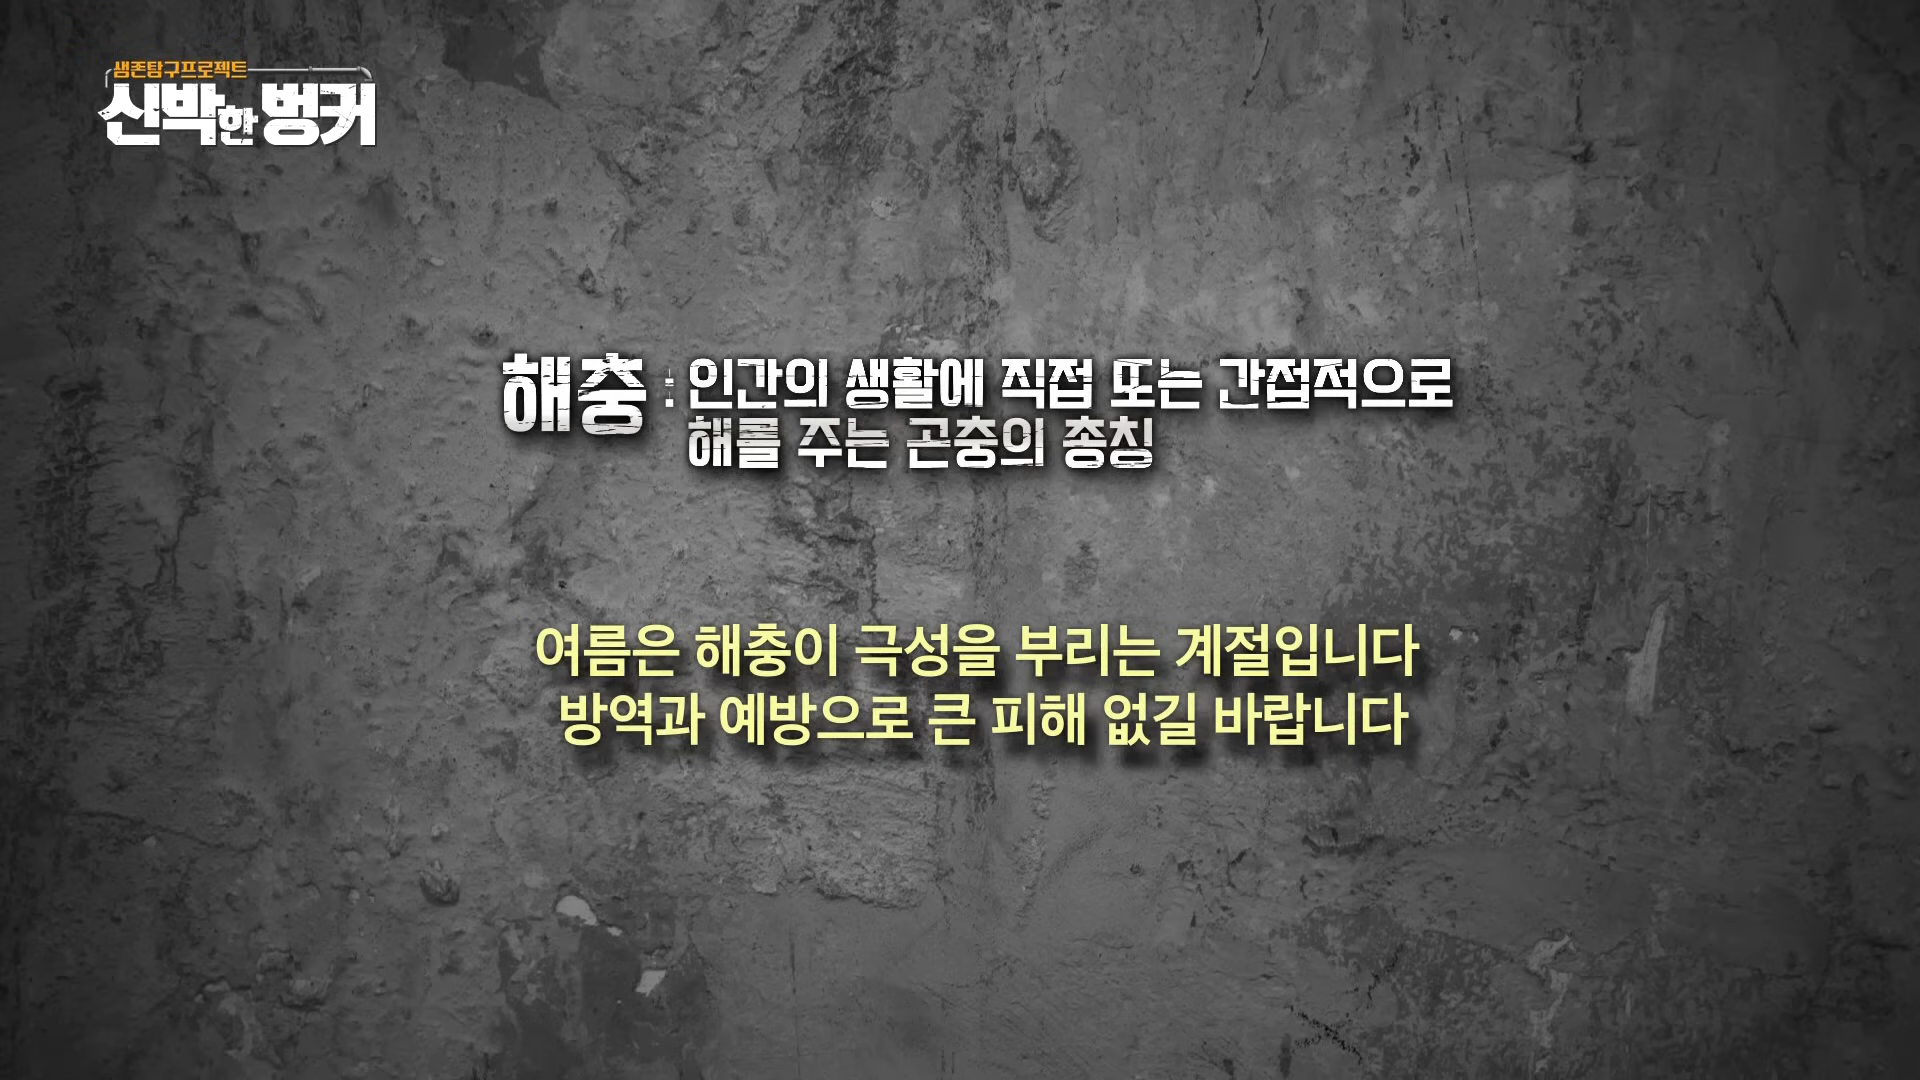 생존탐구프로젝트
신박한 벙커
해충 : 인간의 생활에 직접 또는 간접적으로
해를 주는 곤충의 총칭
여름은 해충이 극성을 부리는 계절입니다
방역과 예방으로 큰 피해 없길 바랍니다